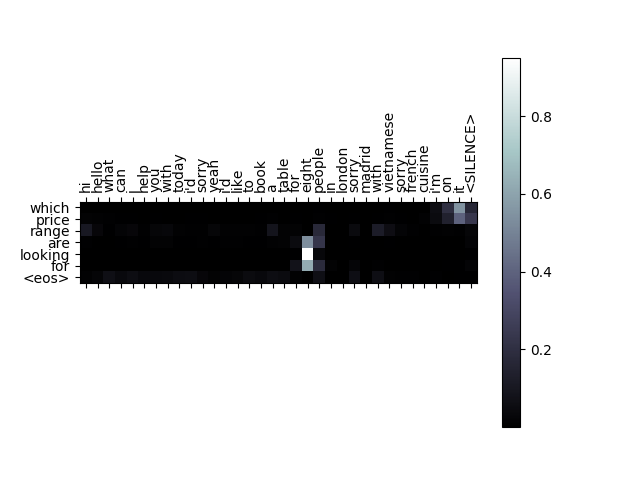 hi
hello
what
can
I
help
you
with
today
i'd
sorry
yeah
i'd
like
to
book
a
table
for
eight
people
in
london
sorry
madrid
with
vietnamese
sorry
french
cuisine
i'm
on
it
<SILENCE>
which
price
range
are
looking
for
<eos>
0.8
0.6
0.4
0.2